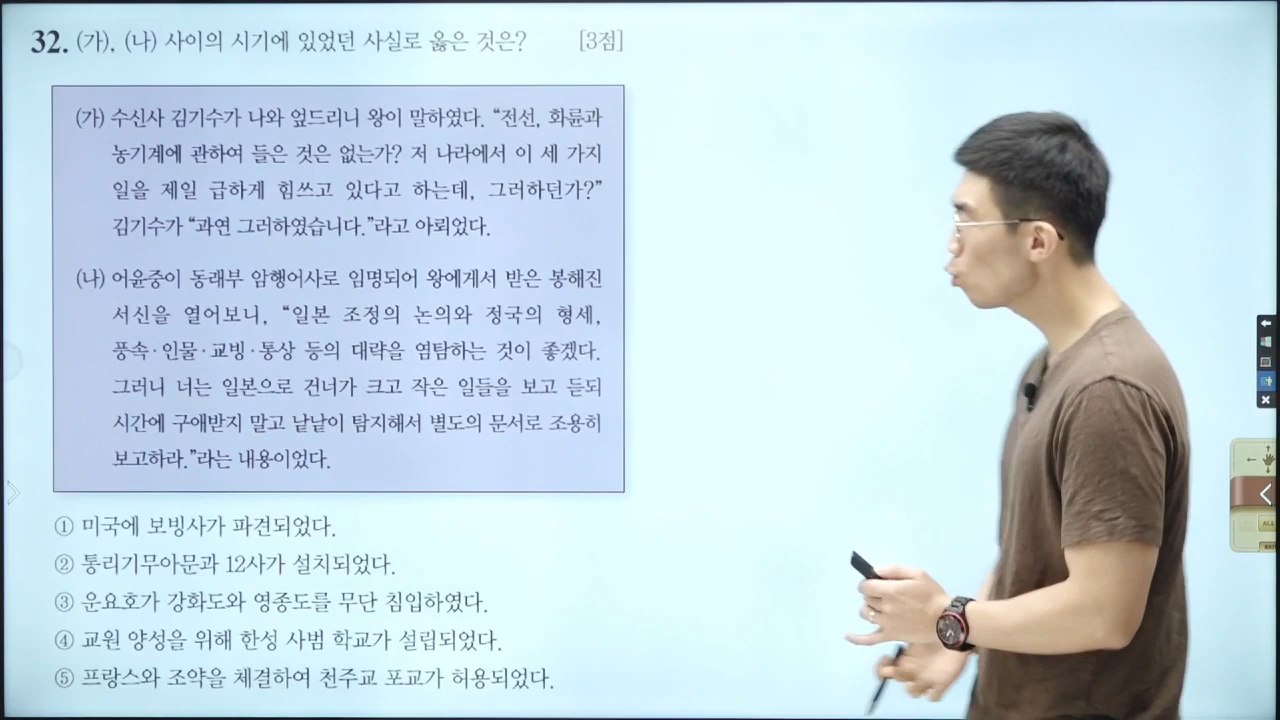 32. (가), (나) 사이의 시기에 있었던 사실로 옳은 것은? [3점]
(가) 수신사 김기수가 나와 엎드리니 왕이 말하였다. “전선, 화륜과
농기계에 관하여 들은 것은 없는가? 저 나라에서 이 세 가지
일을 제일 급하게 힘쓰고 있다고 하는데, 그러하던가?”
김기수가 “과연 그러하였습니다.”라고 아뢰었다.
(나) 어윤중이 동래부 암행어사로 임명되어 왕에게서 받은 봉해진
서신을 열어보니, “일본 조정의 논의와 정국의 형세,
풍속·인물·교빙·통상 등의 대략을 염탐하는 것이 좋겠다.
그러니 너는 일본으로 건너가 크고 작은 일들을 보고 듣되
시간에 구애받지 말고 낱낱이 탐지해서 별도의 문서로 조용히
보고하라.”라는 내용이었다.
① 미국에 보빙사가 파견되었다.
② 통리기무아문과 12사가 설치되었다.
③ 운요호가 강화도와 영종도를 무단 침입하였다.
④ 교원 양성을 위해 한성 사범 학교가 설립되었다.
⑤ 프랑스와 조약을 체결하여 천주교 포교가 허용되었다.
ALL